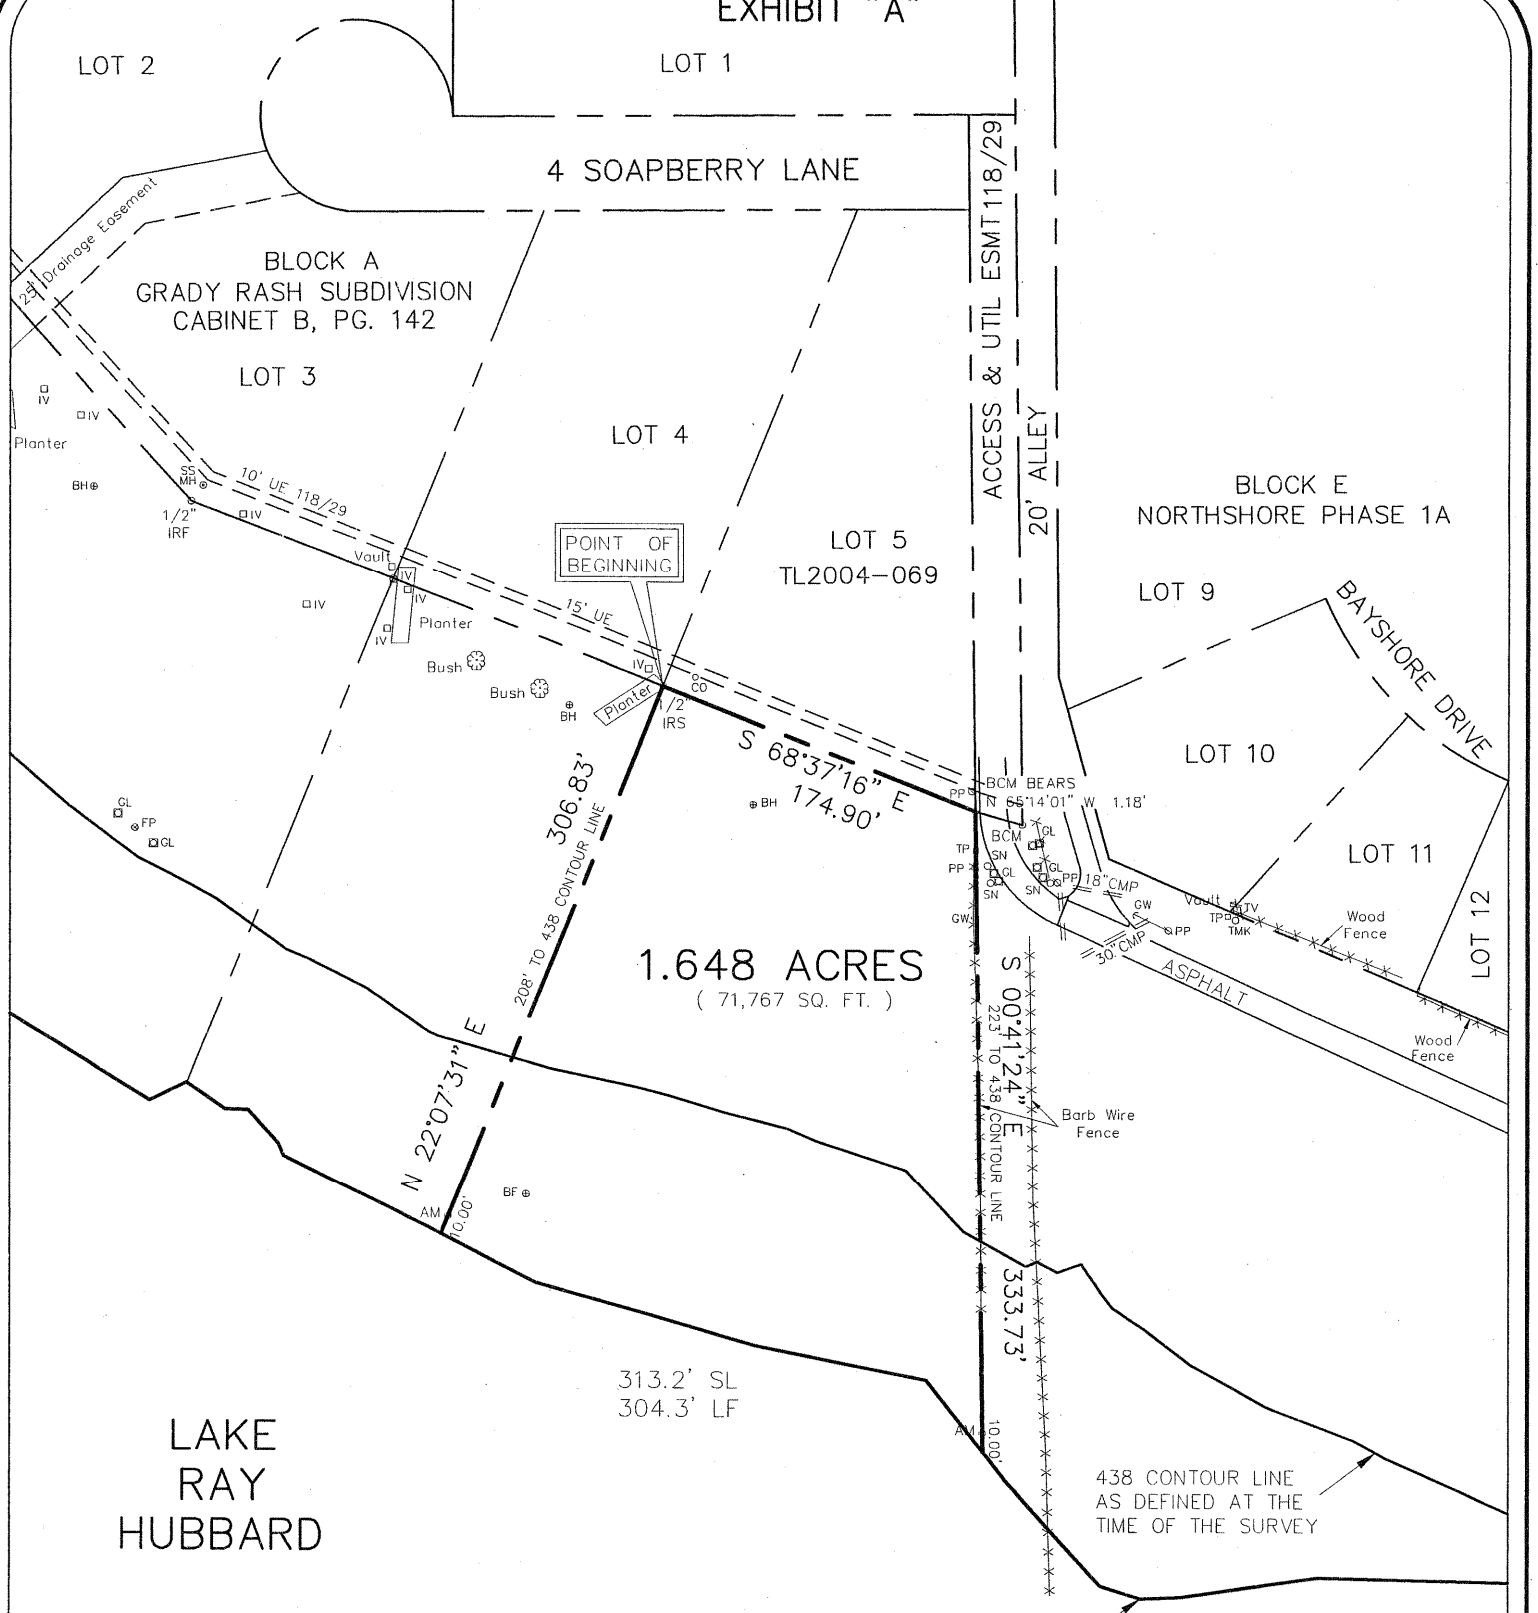 EXHIBIT "A"
LOT 2
LOT 1
4 SOAPBERRY LANE
ACCESS & UTIL ESMT 118/29
20' ALLEY
25' Drainage Easement
BLOCK A
GRADY RASH SUBDIVISION
CABINET B, PG. 142
LOT 3
LOT 4
LOT 5
TL2004-069
BLOCK E
NORTHSHORE PHASE 1A
LOT 9
BAYSHORE DRIVE
LOT 10
LOT 11
LOT 12
IV
IV
Planter
BH
SS
MH
1/2"
IRF
IV
10' UE 118/29
Vault
IV
IV
IV
IV
Planter
Bush
Bush
BH
POINT OF
BEGINNING
15' UE
IV
CO
Planter
1/2"
IRS
S 68°37'16" E
174.90'
BH
PP
BCM BEARS
N 65°14'01" W 1.18'
BCM
GL
TP
SN
PP
GL
SN
GL
PP
SN
GW
18"CMP
GW
PP
30"CMP
ASPHALT
Vault
TV
TP
TMK
Wood
Fence
Wood
Fence
GL
FP
GL
306.83'
208' TO 438 CONTOUR LINE
N 22°07'31" E
1.648 ACRES
( 71,767 SQ. FT. )
S 00°41'24" E
223' TO 438 CONTOUR LINE
333.73'
Barb Wire
Fence
BF
AM
10.00'
313.2' SL
304.3' LF
AM
10.00'
LAKE
RAY
HUBBARD
438 CONTOUR LINE
AS DEFINED AT THE
TIME OF THE SURVEY